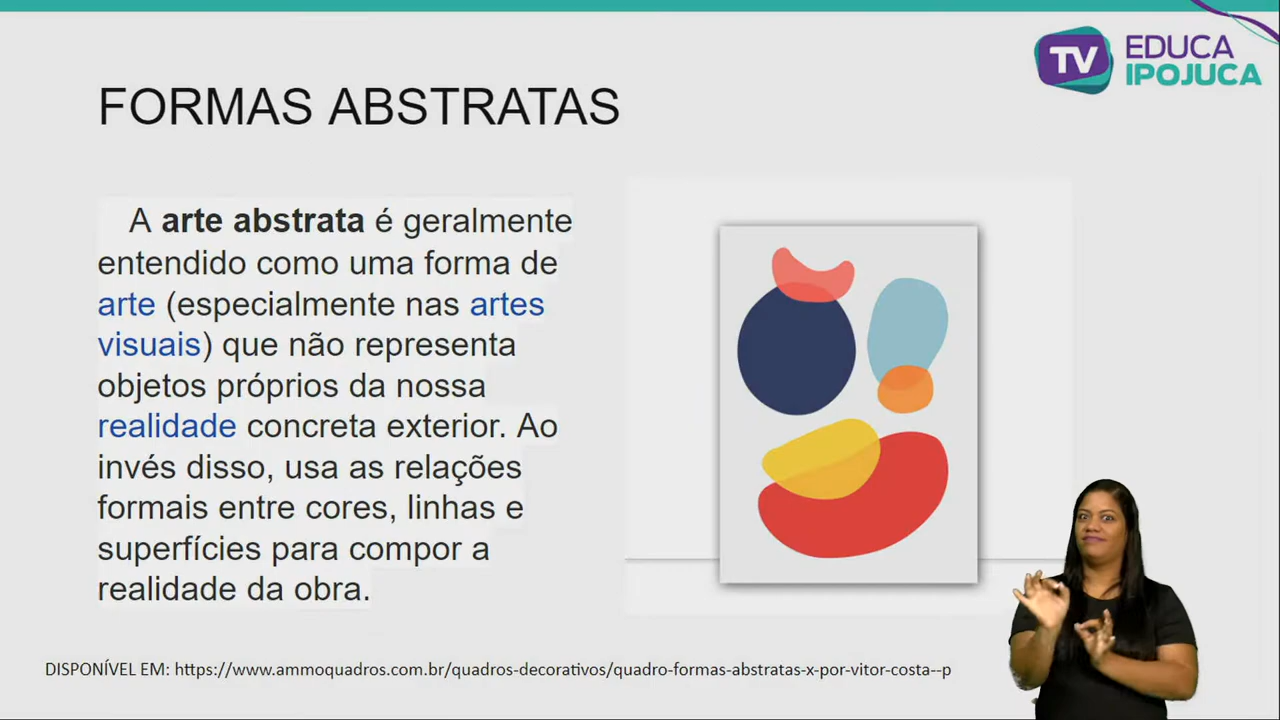 TV EDUCA
IPOJUCA
FORMAS ABSTRATAS
A arte abstrata é geralmente
entendido como uma forma de
arte (especialmente nas artes
visuais) que não representa
objetos próprios da nossa
realidade concreta exterior. Ao
invés disso, usa as relações
formais entre cores, linhas e
superfícies para compor a
realidade da obra.
DISPONÍVEL EM: https://www.ammoquadros.com.br/quadros-decorativos/quadro-formas-abstratas-x-por-vitor-costa--p